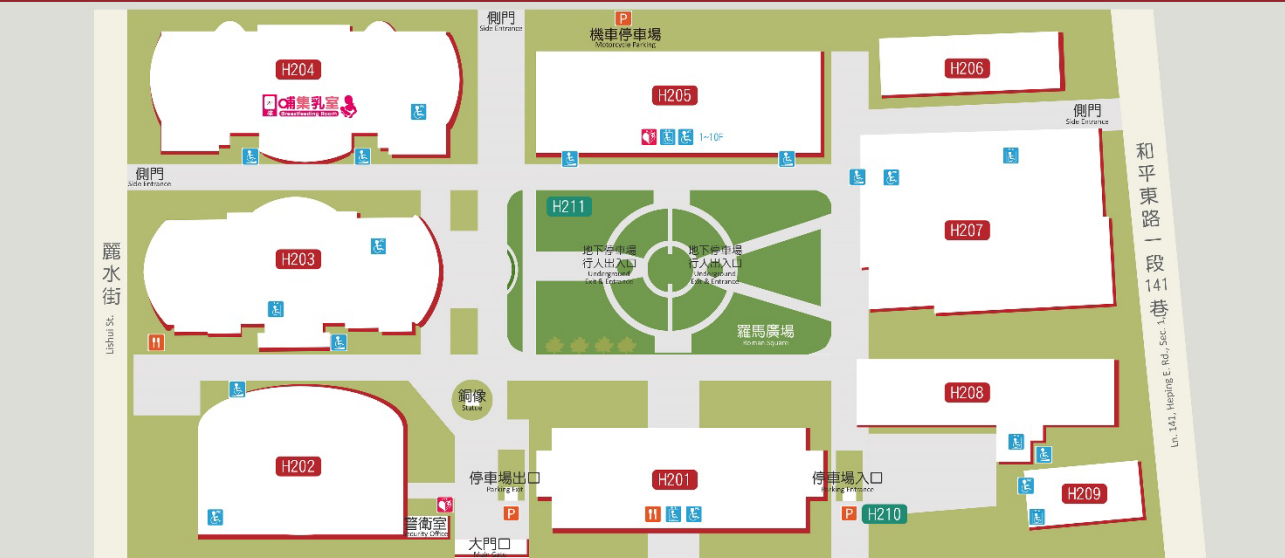 側門
Side Entrance
P
機車停車場
Motorcycle Parking
H204
哺集乳室
Breastfeeding Room
H205
1~10F
H206
側門
Side Entrance
側門
Side Entrance
H211
地下停車場
行人出入口
Underground
Exit & Entrance
地下停車場
行人出入口
Underground
Exit & Entrance
羅馬廣場
Roman Square
H203
H207
麗水街
Lishui St.
和平東路一段141巷
Ln. 141, Heping E. Rd., Sec. 1,
銅像
Statue
H208
H202
停車場出口
Parking Exit
P
H201
停車場入口
Parking Entrance
P
H210
H209
警衛室
Security Office
大門口
Main Gate